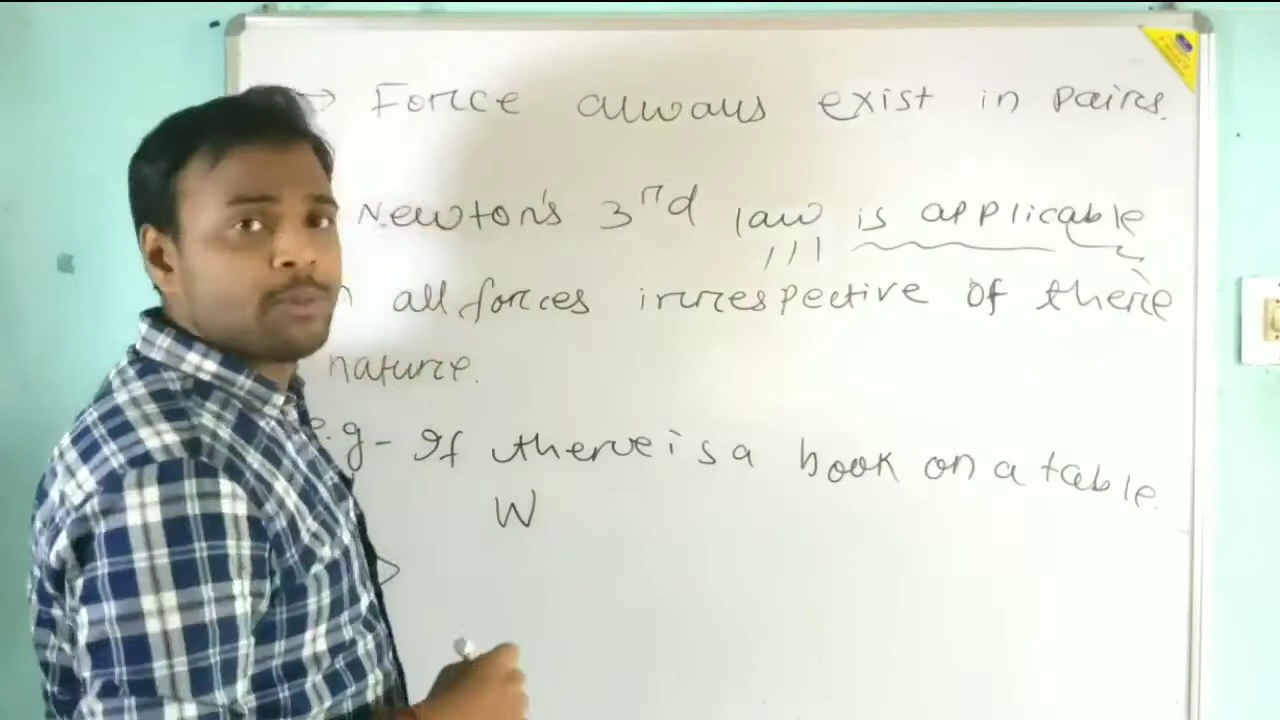 → Force always exist in pairs.
Newton's 3rd law is applicable
all forces irrespective of there
nature.
e.g - If there is a book on a table.
W